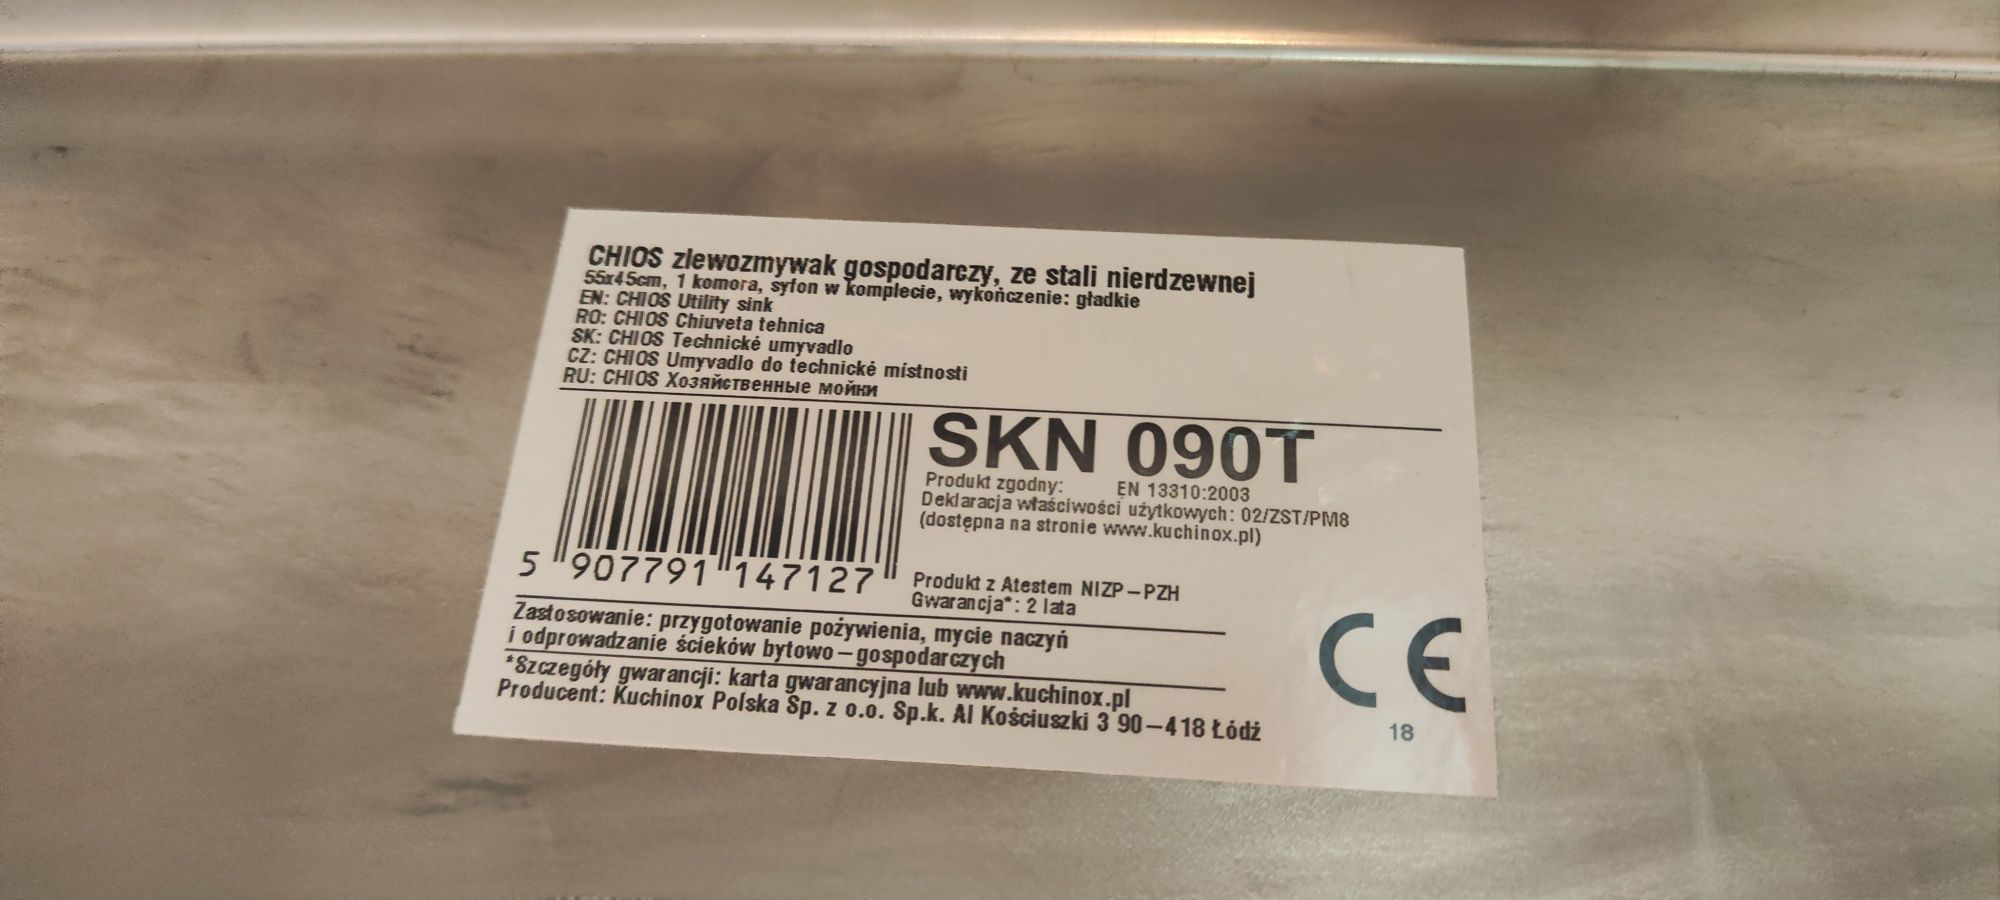 CHIOS zlewozmywak gospodarczy, ze stali nierdzewnej
55x45cm, 1 komora, syfon w komplecie, wykończenie: gładkie
EN: CHIOS Utility sink
RO: CHIOS Chiuveta tehnica
SK: CHIOS Technické umyvadlo
CZ: CHIOS Umyvadlo do technické místnosti
RU: CHIOS Хозяйственные мойки
SKN 090T
Produkt zgodny: EN 13310:2003
Deklaracja właściwości użytkowych: 02/ZST/PM8
(dostępna na stronie www.kuchinox.pl)
5 907791 147127
Produkt z Atestem NIZP-PZH
Gwarancja*: 2 lata
Zastosowanie: przygotowanie pożywienia, mycie naczyń
i odprowadzanie ścieków bytowo-gospodarczych
*Szczegóły gwarancji: karta gwarancyjna lub www.kuchinox.pl
Producent: Kuchinox Polska Sp. z o.o. Sp.k. Al Kościuszki 3 90-418 Łódź
CE
18